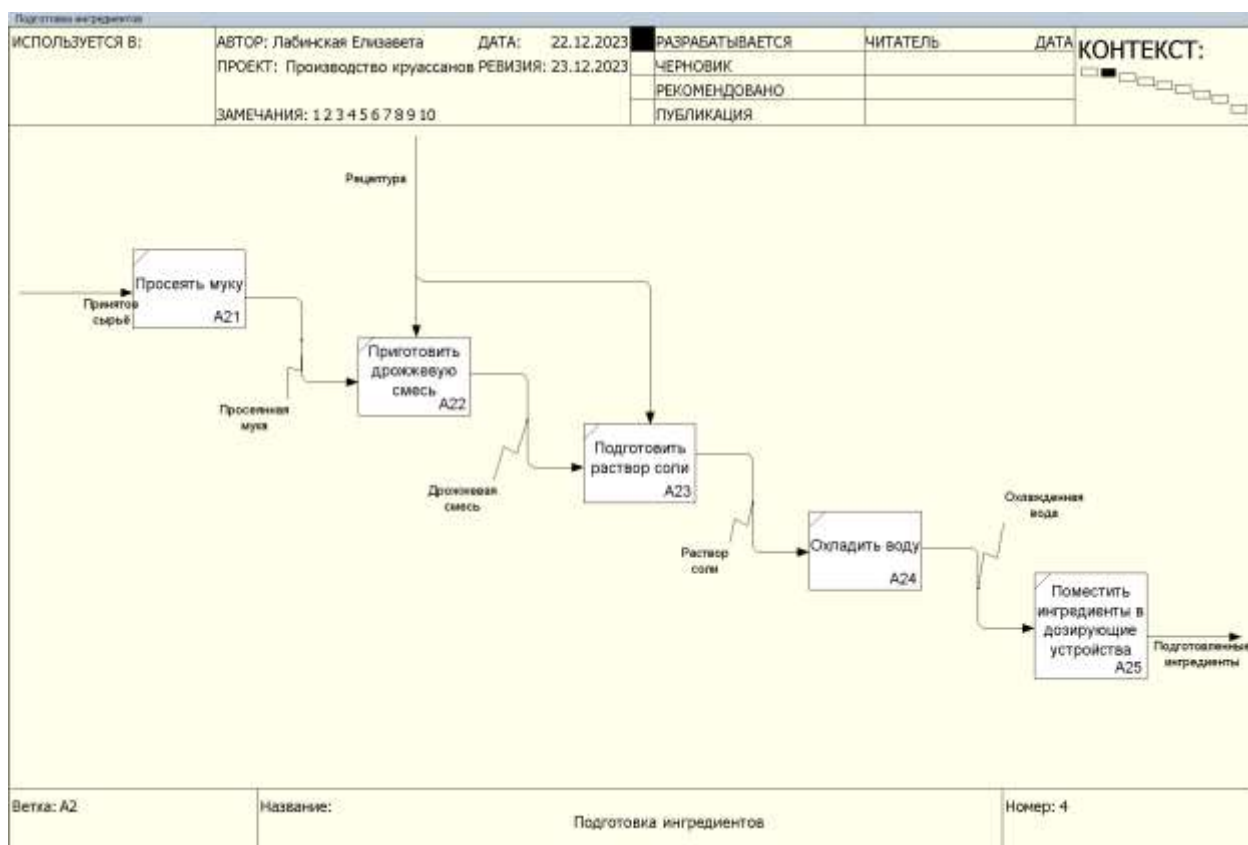 Подготовка ингредиентов
ИСПОЛЬЗУЕТСЯ В:
АВТОР: Лабинская Елизавета
ДАТА: 22.12.2023
ПРОЕКТ: Производство круассанов
РЕВИЗИЯ: 23.12.2023
ЗАМЕЧАНИЯ: 1 2 3 4 5 6 7 8 9 10
РАЗРАБАТЫВАЕТСЯ
ЧЕРНОВИК
РЕКОМЕНДОВАНО
ПУБЛИКАЦИЯ
ЧИТАТЕЛЬ
ДАТА
КОНТЕКСТ:
Рецептура
Принятое
сырьё
Просеять муку
A21
Просеянная
мука
Приготовить
дрожжевую
смесь
A22
Дрожжевая
смесь
Подготовить
раствор соли
A23
Раствор
соли
Охладить воду
A24
Охлажденная
вода
Поместить
ингредиенты в
дозирующие
устройства
A25
Подготовленные
ингредиенты
Ветка: A2
Название:
Подготовка ингредиентов
Номер: 4